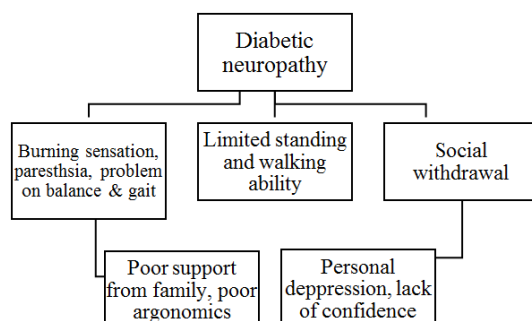 Diabetic
neuropathy
Burning sensation,
paresthsia, problem
on balance & gait
Limited standing
and walking
ability
Social
withdrawal
Poor support
from family, poor
argonomics
Personal
deppression, lack
of confidence